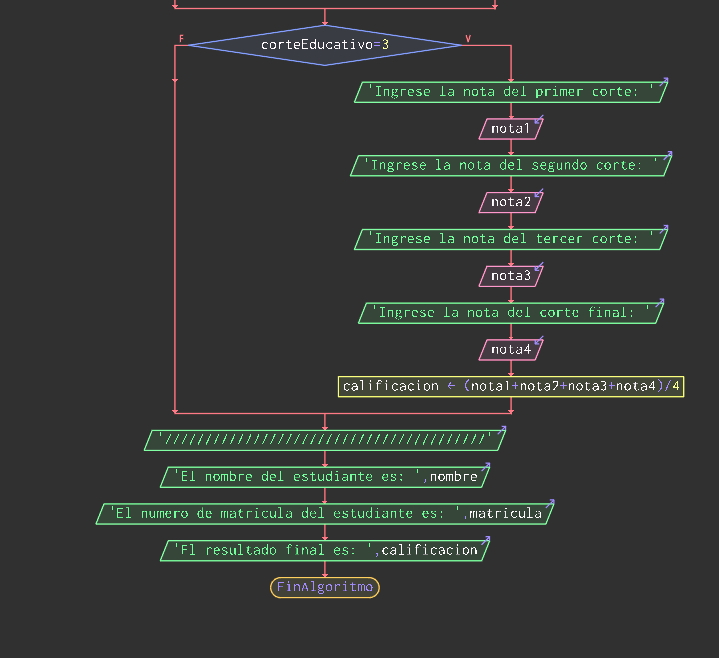 F
V
corteEducativo=3
'Ingrese la nota del primer corte: '
nota1
'Ingrese la nota del segundo corte: '
nota2
'Ingrese la nota del tercer corte: '
nota3
'Ingrese la nota del corte final: '
nota4
calificacion ← (nota1+nota2+nota3+nota4)/4
'////////////////////////////////////////'
'El nombre del estudiante es: ',nombre
'El numero de matricula del estudiante es: ',matricula
'El resultado final es: ',calificacion
FinAlgoritmo